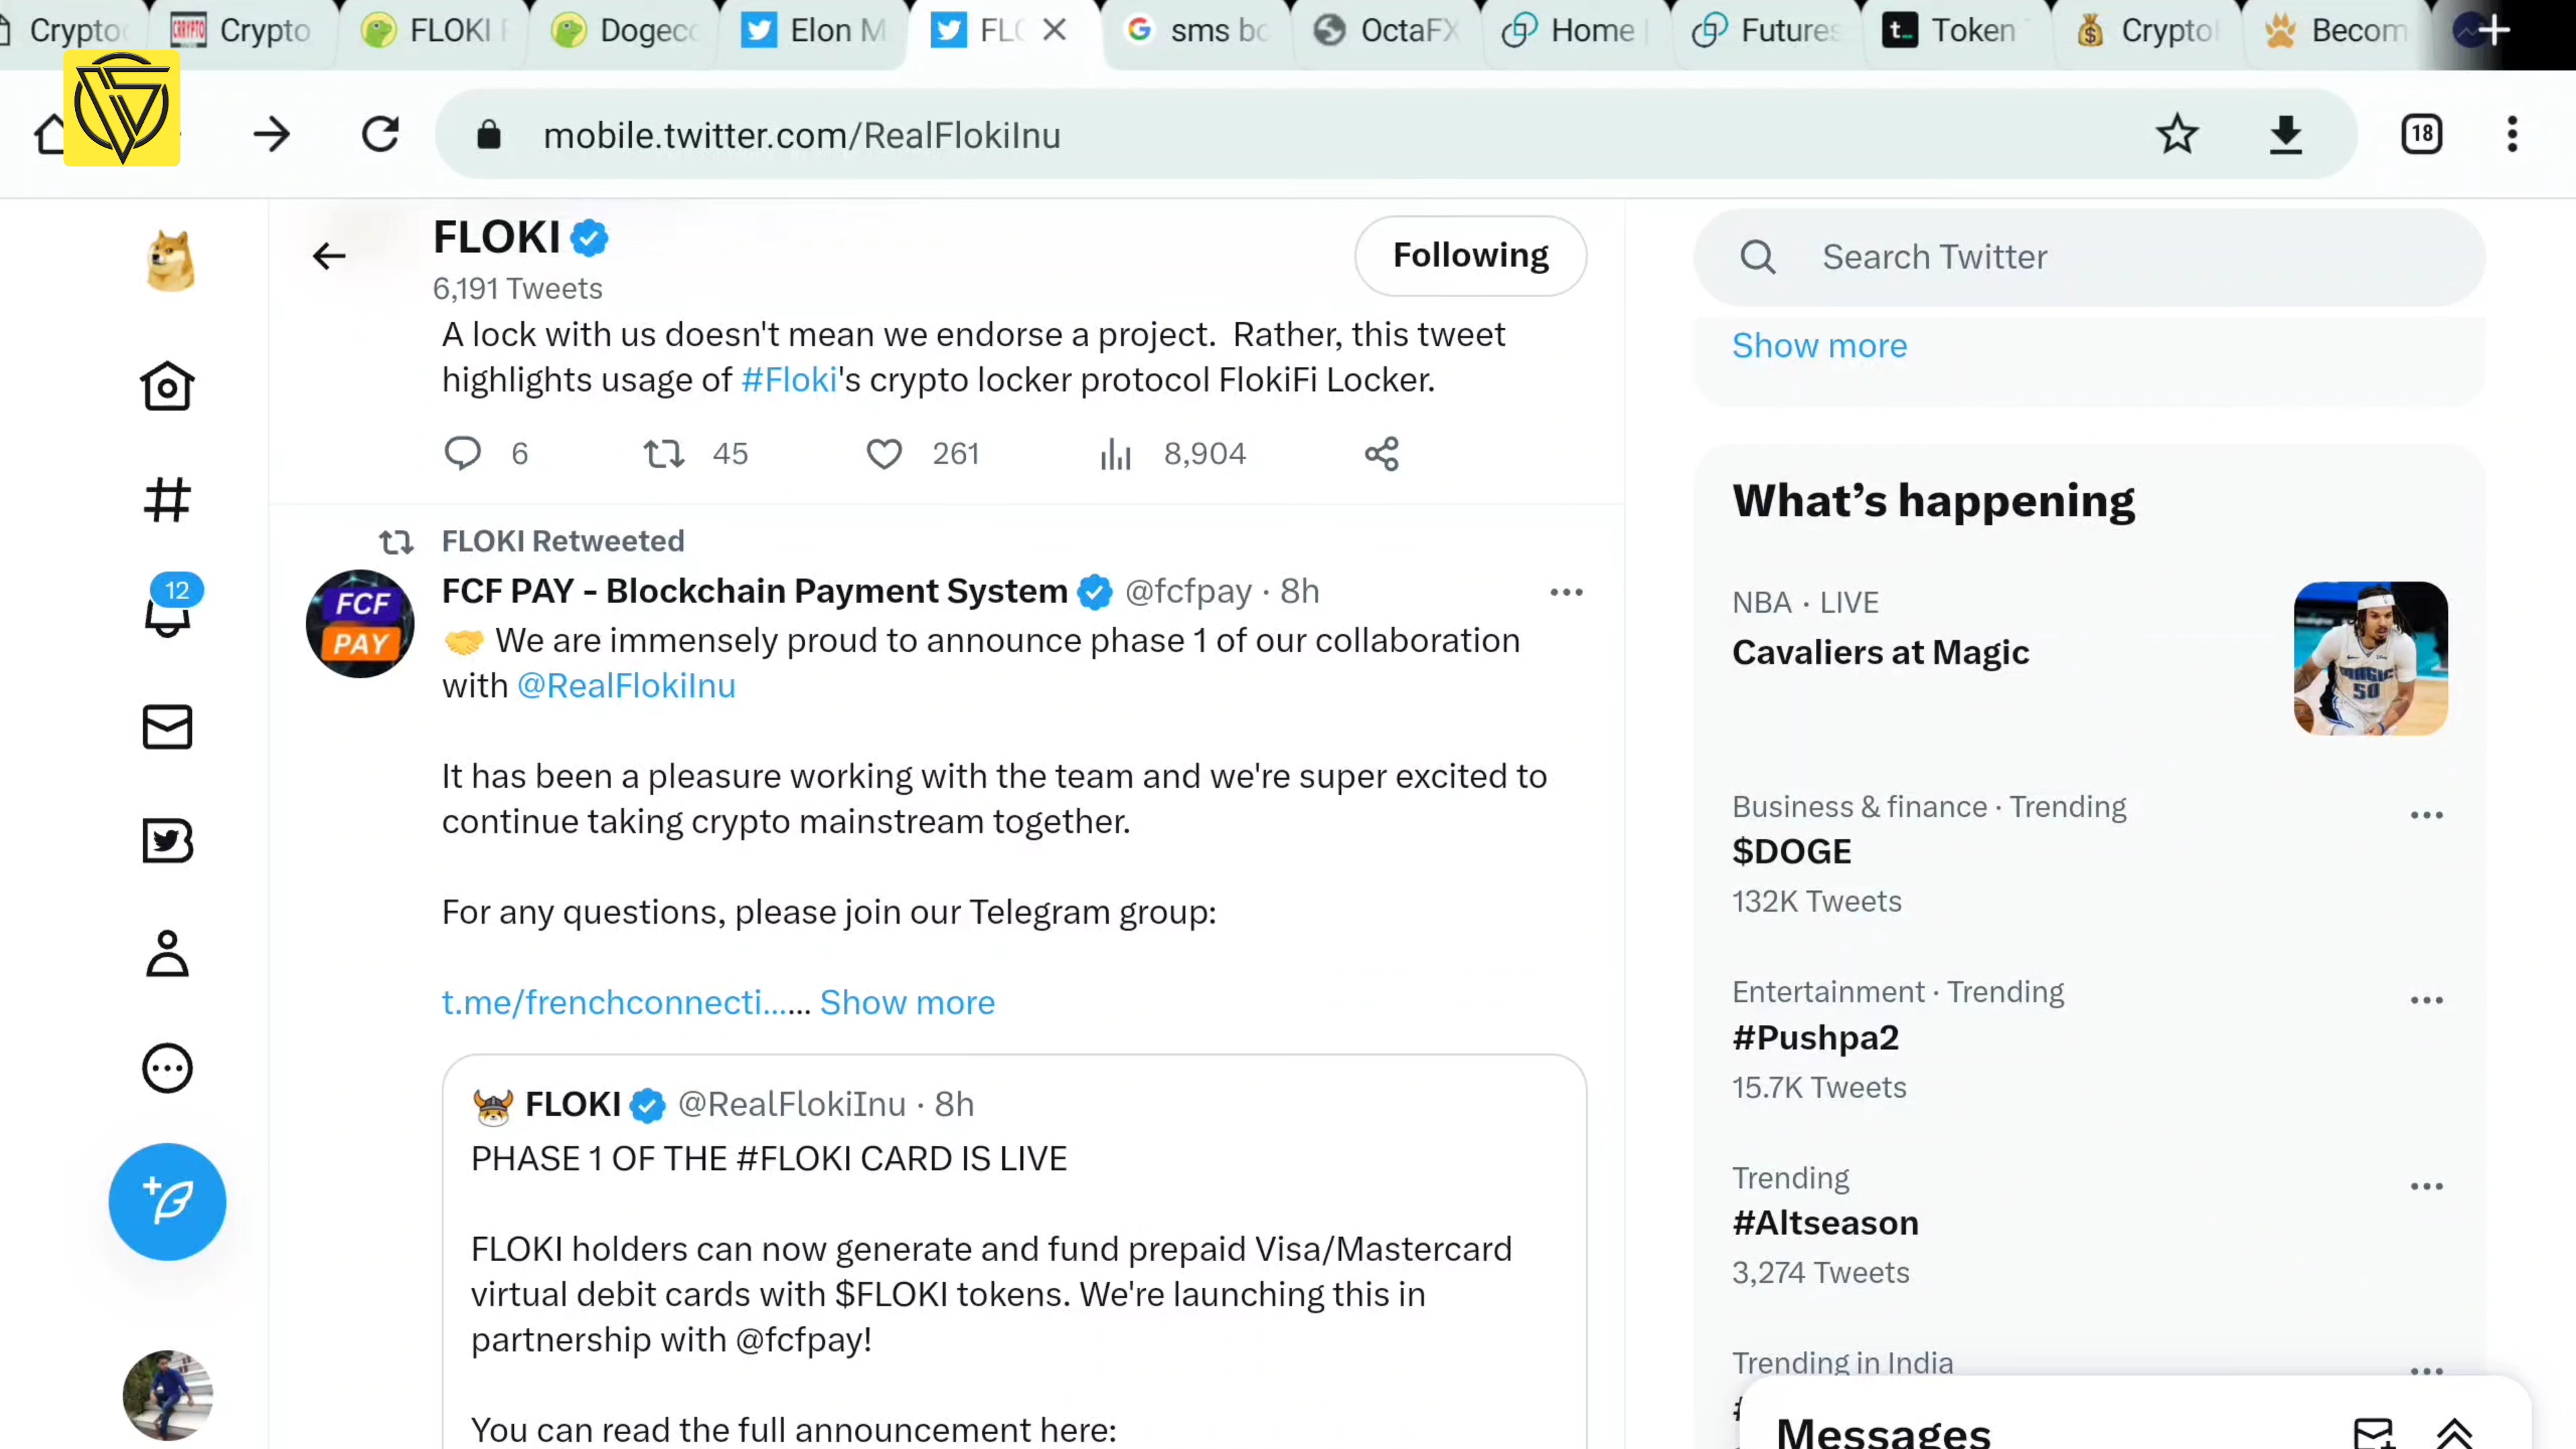 Crypto
CRRYPTO
Crypto
FLOKI
Dogec
Elon M
FL
sms bo
OctaFX
Home
Futures
t_
Token
Crypto
Becom
mobile.twitter.com/RealFlokiInu
18
FLOKI
6,191 Tweets
Following
Search Twitter
A lock with us doesn't mean we endorse a project. Rather, this tweet
highlights usage of #Floki's crypto locker protocol FlokiFi Locker.
6
45
261
8,904
Show more
FLOKI Retweeted
FCF
PAY
FCF PAY - Blockchain Payment System @fcfpay · 8h
🤝 We are immensely proud to announce phase 1 of our collaboration
with @RealFlokiInu
It has been a pleasure working with the team and we're super excited to
continue taking crypto mainstream together.
For any questions, please join our Telegram group:
t.me/frenchconnecti...... Show more
FLOKI @RealFlokiInu · 8h
PHASE 1 OF THE #FLOKI CARD IS LIVE
FLOKI holders can now generate and fund prepaid Visa/Mastercard
virtual debit cards with $FLOKI tokens. We're launching this in
partnership with @fcfpay!
You can read the full announcement here:
12
What's happening
NBA · LIVE
Cavaliers at Magic
MAGIC
50
Business & finance · Trending
$DOGE
132K Tweets
Entertainment · Trending
#Pushpa2
15.7K Tweets
Trending
#Altseason
3,274 Tweets
Trending in India
Messages